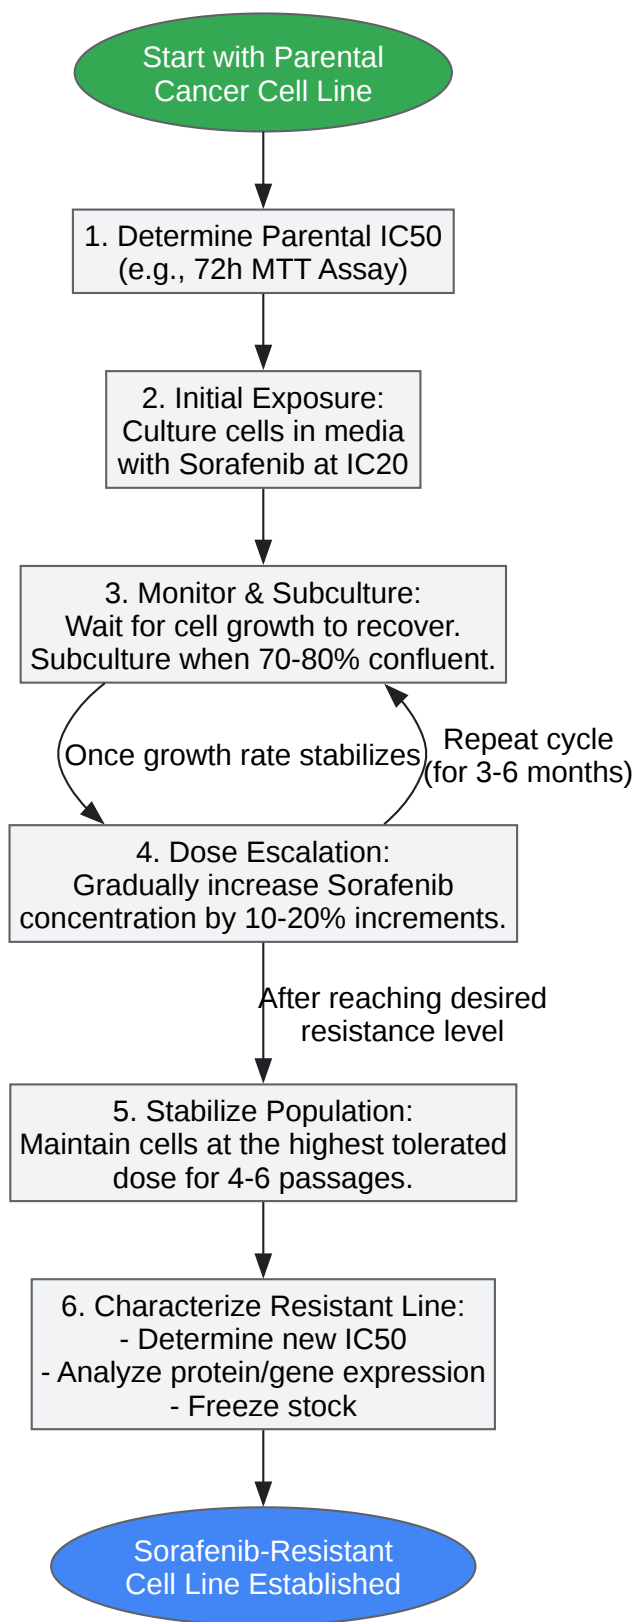 Start with Parental
Cancer Cell Line
1. Determine Parental IC50
(e.g., 72h MTT Assay)
2. Initial Exposure:
Culture cells in media
with Sorafenib at IC20
3. Monitor & Subculture:
Wait for cell growth to recover.
Subculture when 70-80% confluent.
Once growth rate stabilizes
Repeat cycle
(for 3-6 months)
4. Dose Escalation:
Gradually increase Sorafenib
concentration by 10-20% increments.
After reaching desired
resistance level
5. Stabilize Population:
Maintain cells at the highest tolerated
dose for 4-6 passages.
6. Characterize Resistant Line:
- Determine new IC50
- Analyze protein/gene expression
- Freeze stock
Sorafenib-Resistant
Cell Line Established